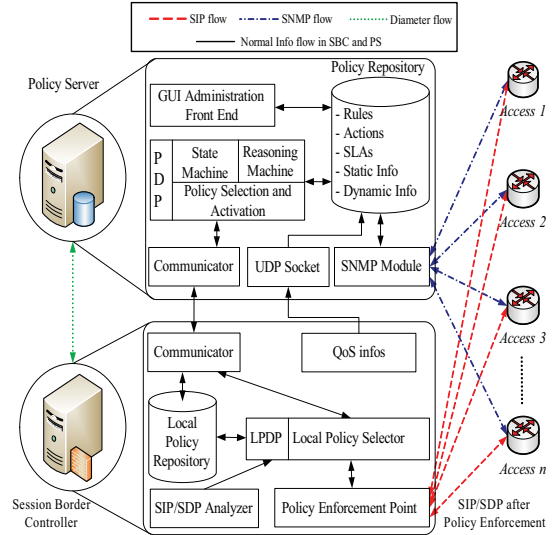 SIP flow
SNMP flow
Diameter flow
Normal Info flow in SBC and PS
Policy Server
Policy Repository
GUI Administration
Front End
- Rules
- Actions
- SLAs
- Static Info
- Dynamic Info
P
D
P
State
Machine
Reasoning
Machine
Policy Selection and
Activation
Communicator
UDP Socket
SNMP Module
Access 1
Access 2
Access 3
Access n
Communicator
QoS infos
Local
Policy
Repository
LPDP
Local Policy Selector
SIP/SDP Analyzer
Policy Enforcement Point
Session Border
Controller
SIP/SDP after
Policy Enforcement